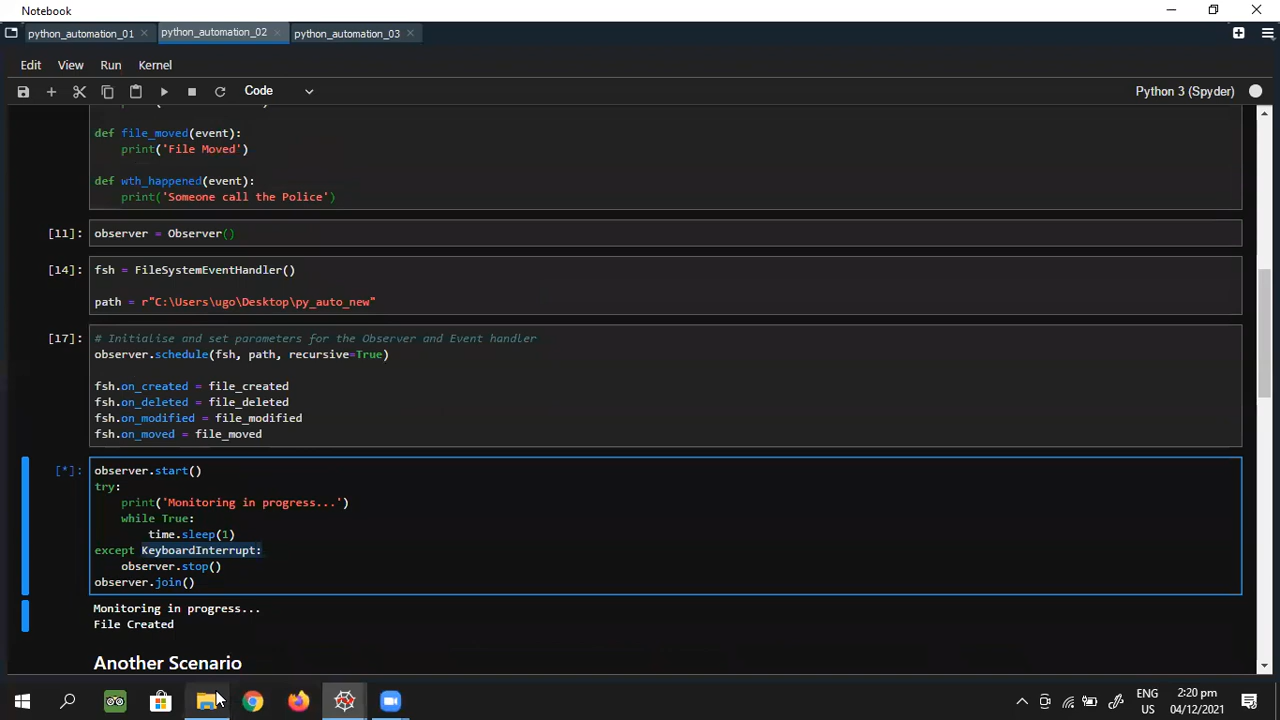 Notebook
python_automation_01
python_automation_02
python_automation_03
Edit View Run Kernel
Code
Python 3 (Spyder)
def file_moved(event):
print('File Moved')
def wth_happened(event):
print('Someone call the Police')
[11]: observer = Observer()
[14]: fsh = FileSystemEventHandler()
path = r"C:\Users\ugo\Desktop\py_auto_new"
[17]: # Initialise and set parameters for the Observer and Event handler
observer.schedule(fsh, path, recursive=True)
fsh.on_created = file_created
fsh.on_deleted = file_deleted
fsh.on_modified = file_modified
fsh.on_moved = file_moved
[*]: observer.start()
try:
print('Monitoring in progress...')
while True:
time.sleep(1)
except KeyboardInterrupt:
observer.stop()
observer.join()
Monitoring in progress...
File Created
Another Scenario
ENG
US
2:20 pm
04/12/2021